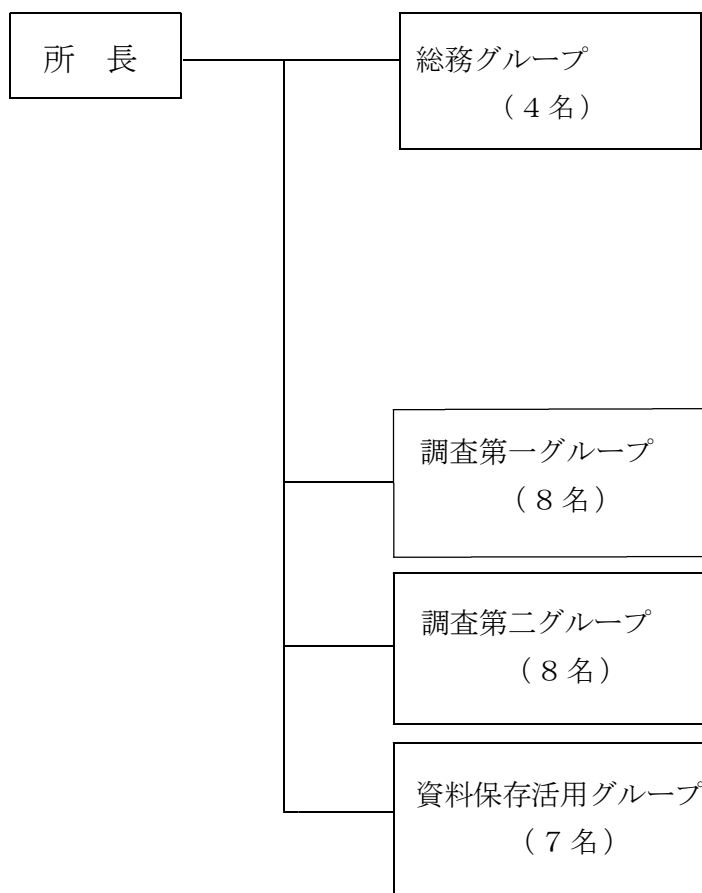 所　長
総務グループ
（４名）
調査第一グループ
（８名）
調査第二グループ
（８名）
資料保存活用グループ
（７名）